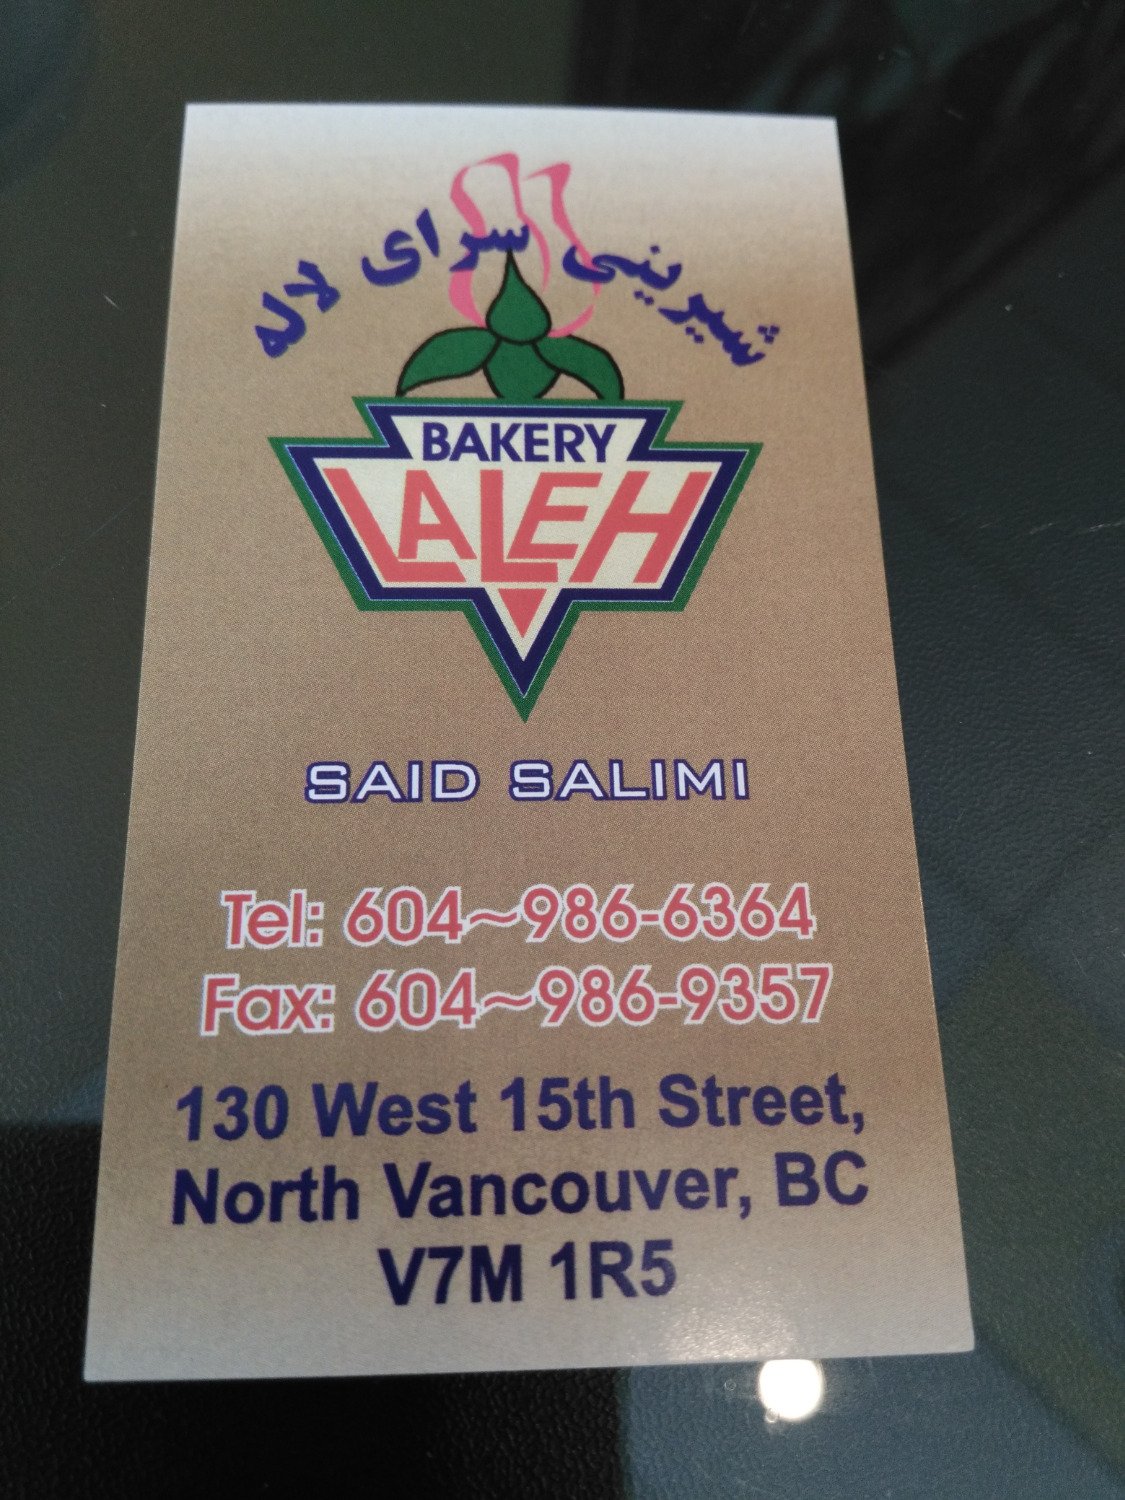 شیرینی سرای لاله
BAKERY
LALEH
SAID SALIMI
Tel: 604~986-6364
Fax: 604~986-9357
130 West 15th Street,
North Vancouver, BC
V7M 1R5